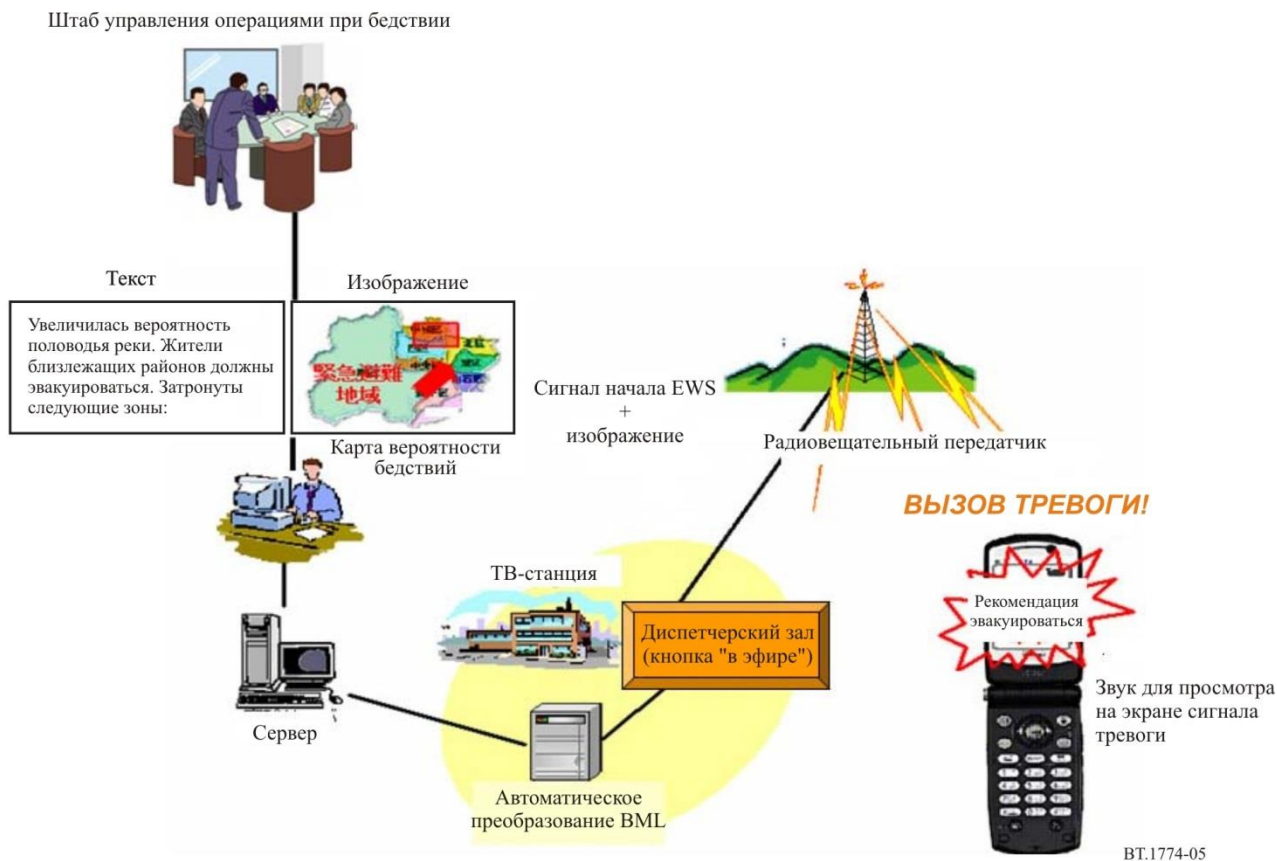 Штаб управления операциями при бедствии
Текст
Увеличилась вероятность
половодья реки. Жители
близлежащих районов должны
эвакуироваться. Затронуты
следующие зоны:
Изображение
緊急避難
地域
Карта вероятности
бедствий
Сигнал начала EWS
+
изображение
Радиовещательный передатчик
ВЫЗОВ ТРЕВОГИ!
Рекомендация
эвакуироваться
Звук для просмотра
на экране сигнала
тревоги
ТВ-станция
Диспетчерский зал
(кнопка "в эфире")
Сервер
Автоматическое
преобразование BML
BT.1774-05